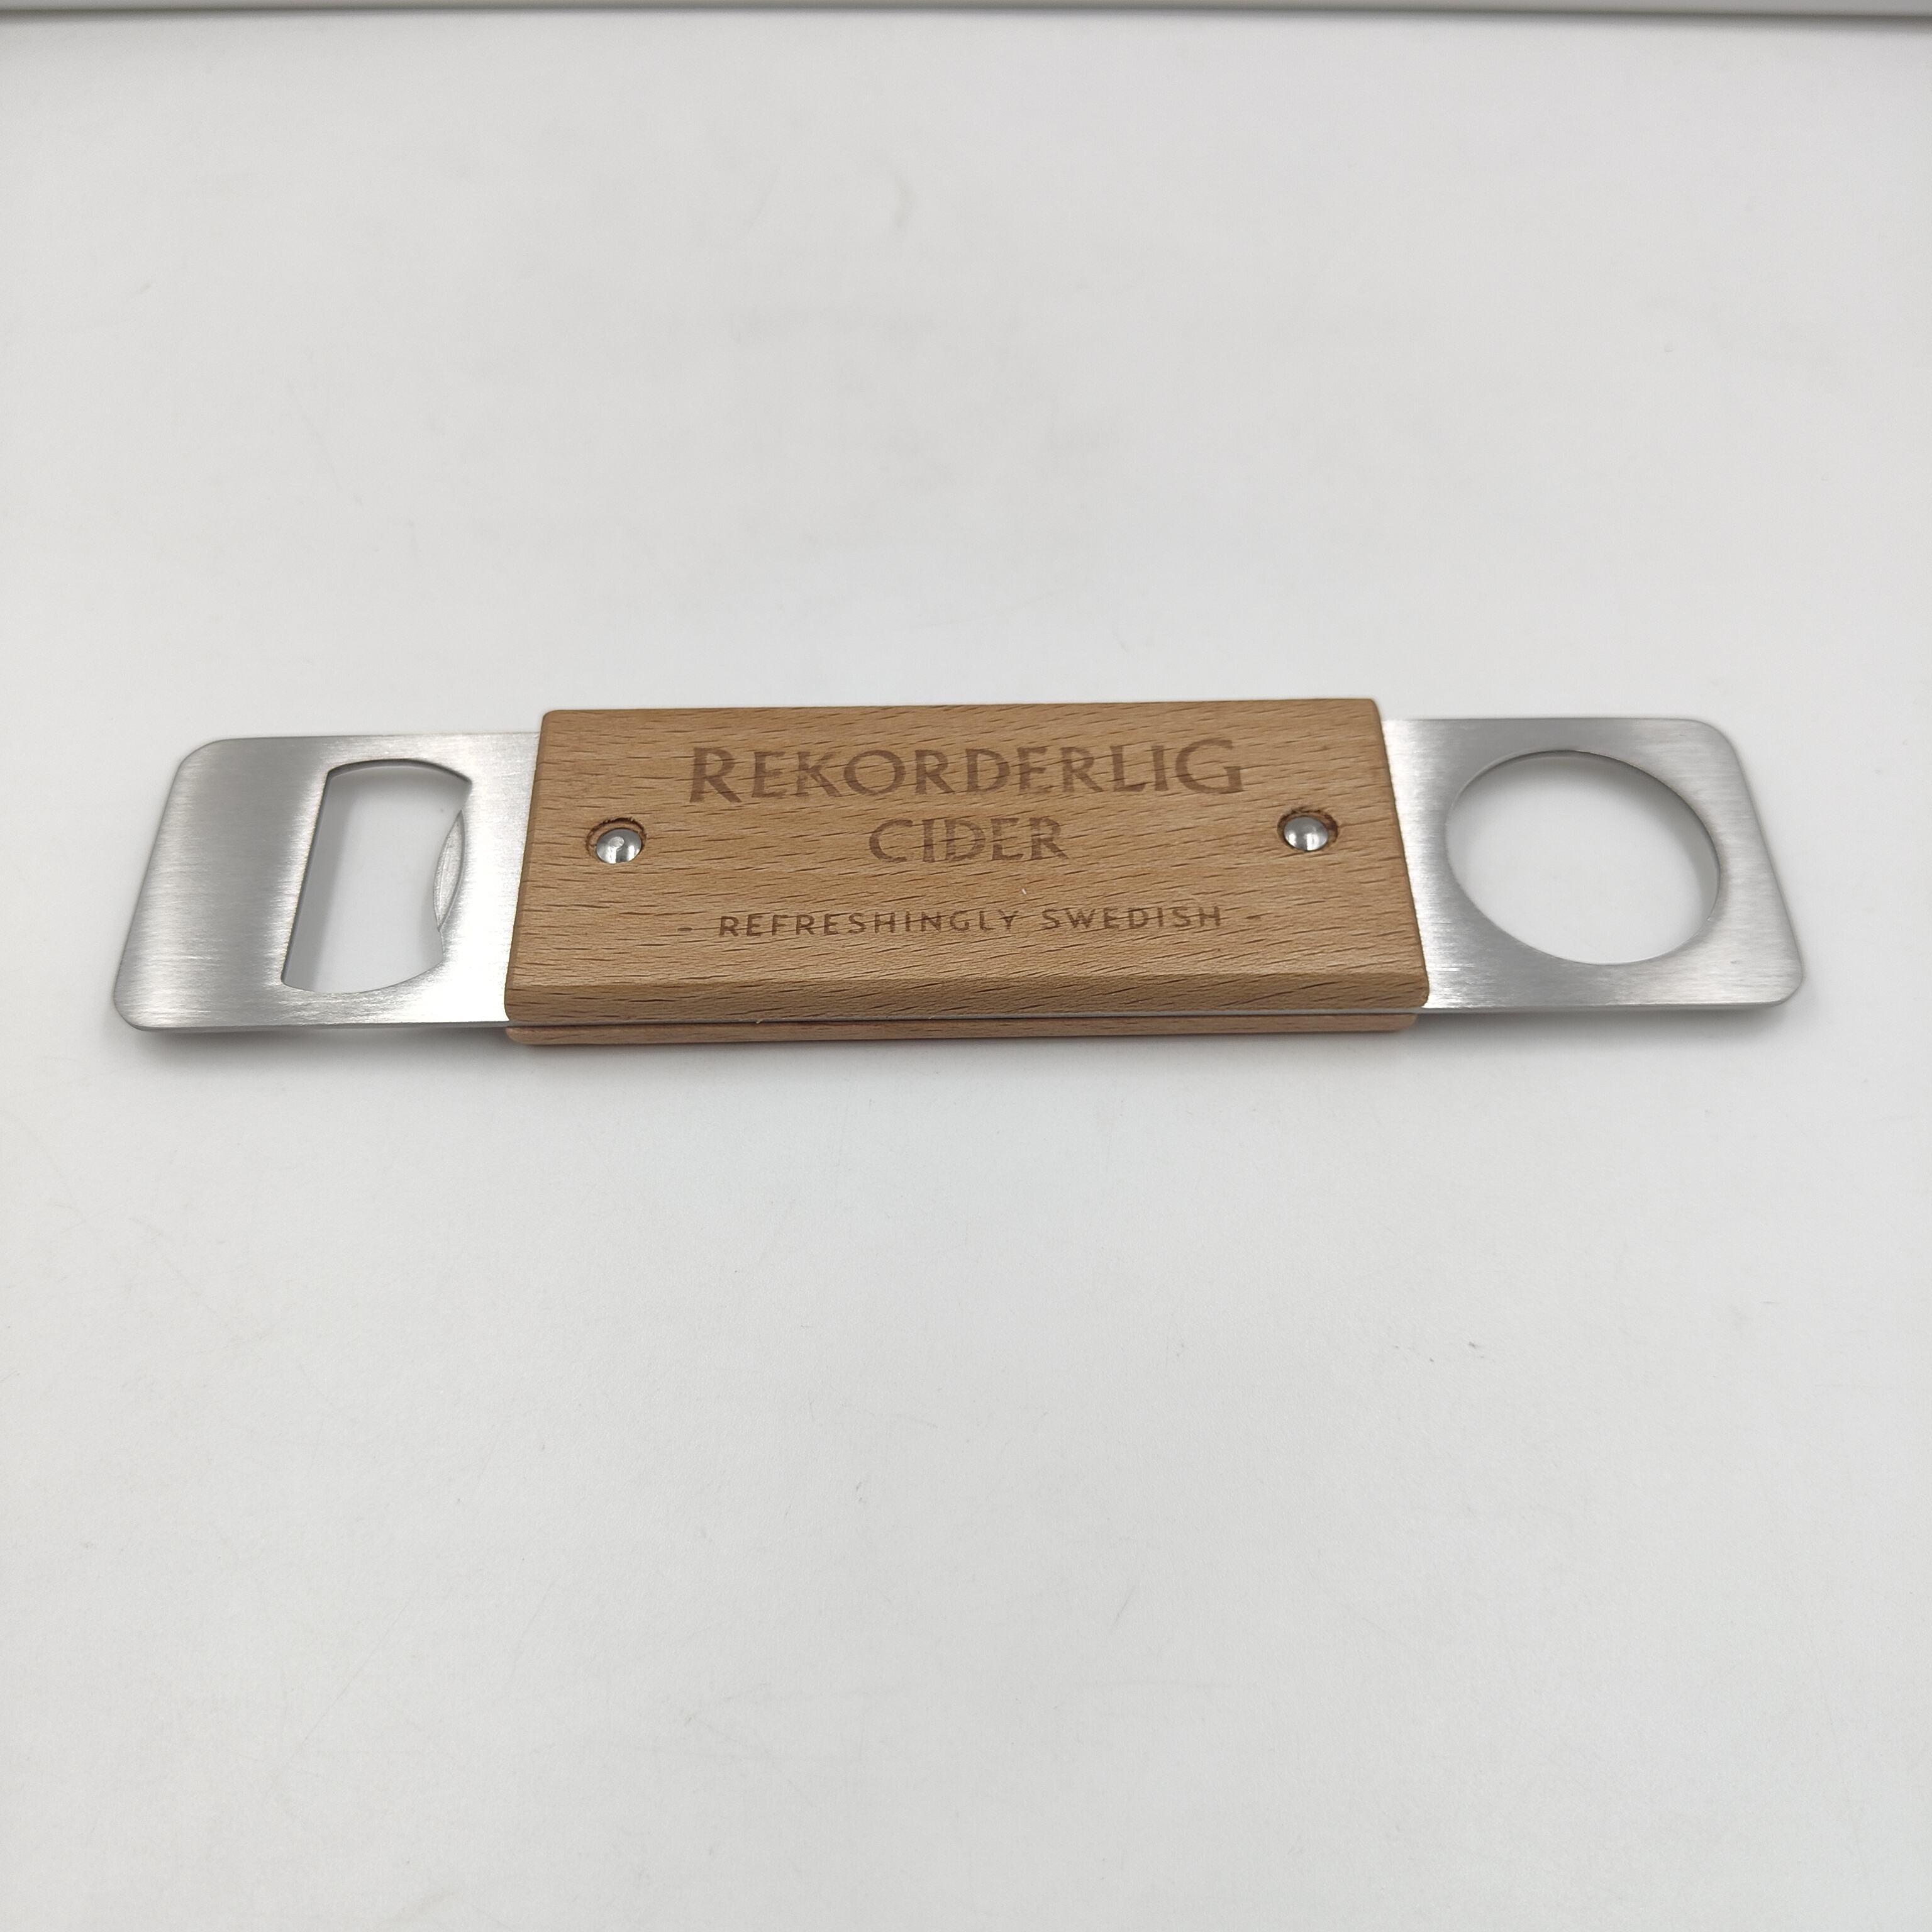 REKORDERLIG
CIDER
- REFRESHINGLY SWEDISH -